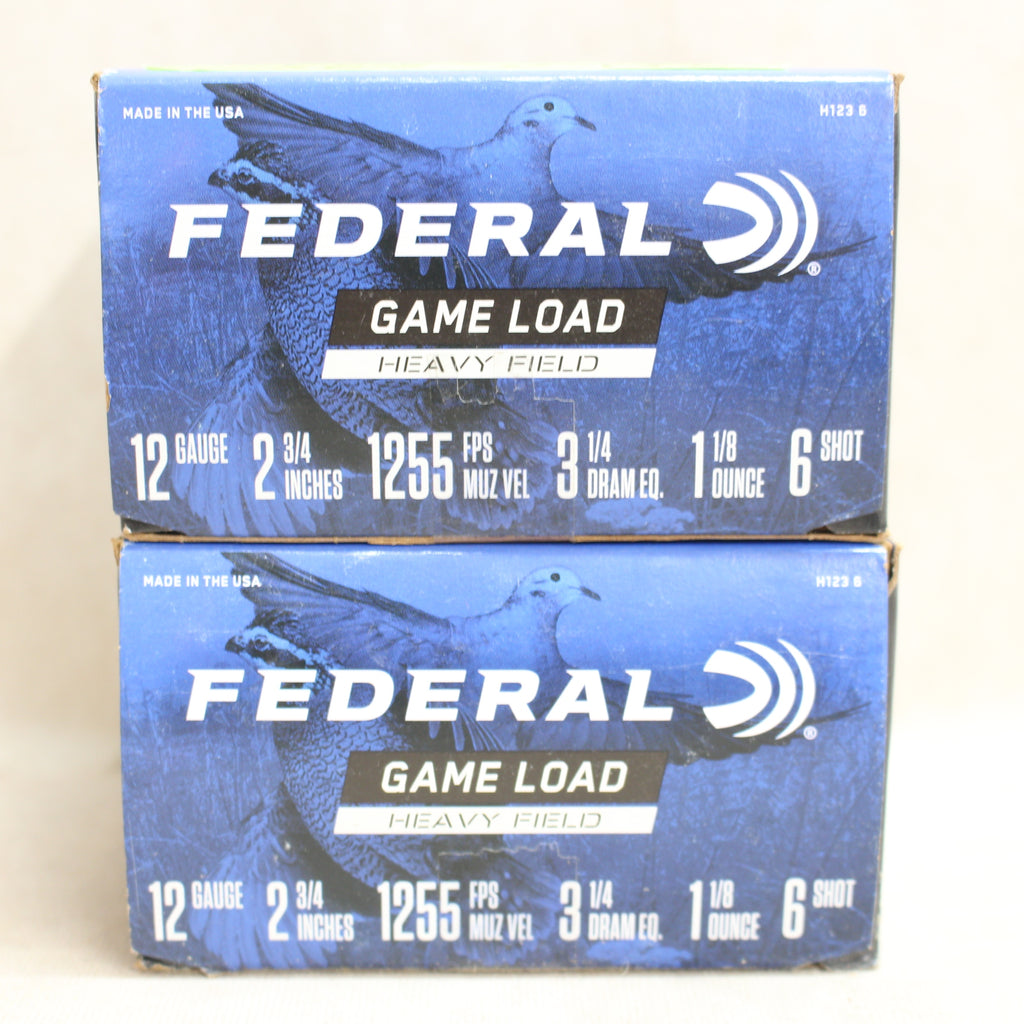 MADE IN THE USA H123 6
FEDERAL ®
GAME LOAD
HEAVY FIELD
12 GAUGE 2 3/4 INCHES 1255 FPS MUZ VEL 3 1/4 DRAM EQ. 1 1/8 OUNCE 6 SHOT
MADE IN THE USA H123 6
FEDERAL ®
GAME LOAD
HEAVY FIELD
12 GAUGE 2 3/4 INCHES 1255 FPS MUZ VEL 3 1/4 DRAM EQ. 1 1/8 OUNCE 6 SHOT